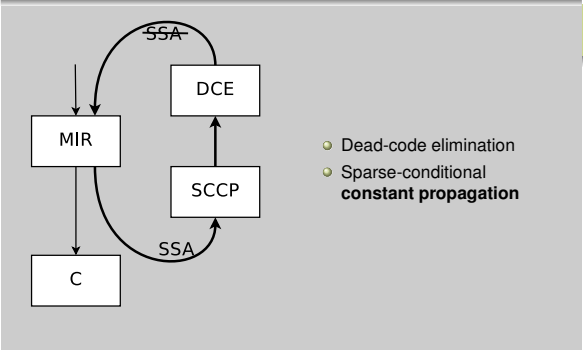 SSA
DCE
MIR
Dead-code elimination
Sparse-conditional
SCCP
constant propagation
SSA
C